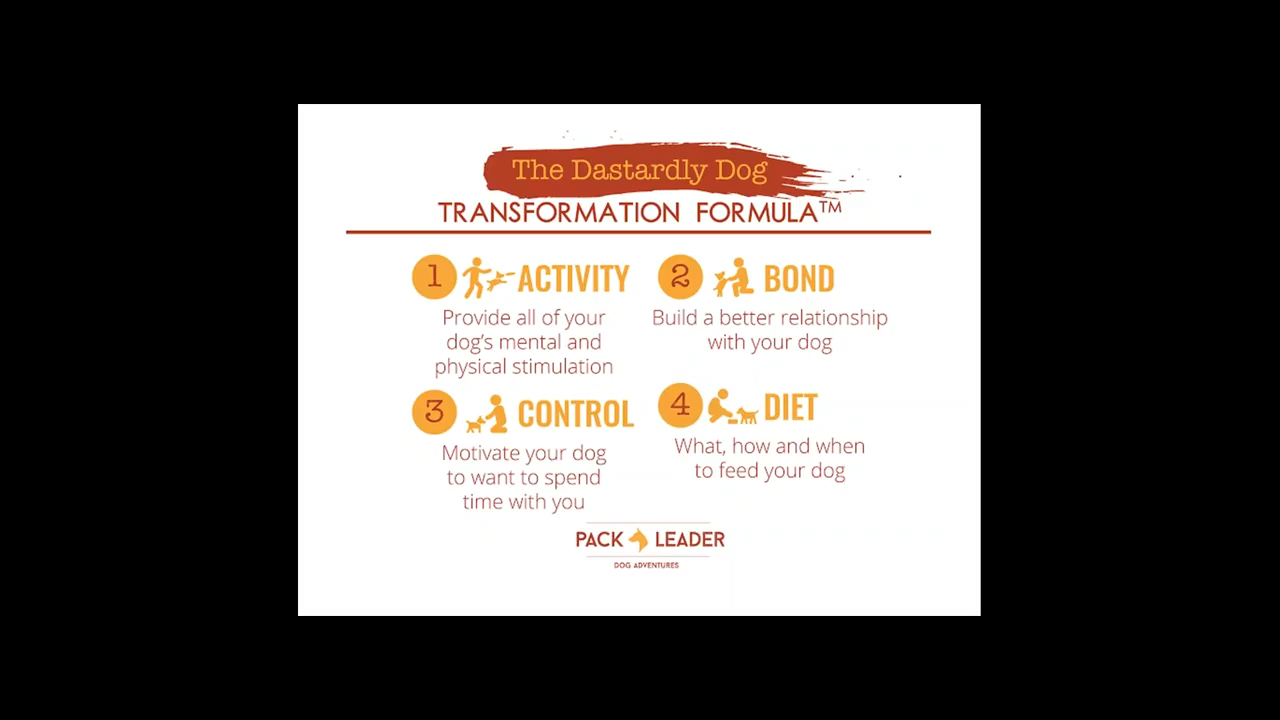 The Dastardly Dog
TRANSFORMATION FORMULA™
1 ACTIVITY
Provide all of your
dog's mental and
physical stimulation
2 BOND
Build a better relationship
with your dog
3 CONTROL
Motivate your dog
to want to spend
time with you
4 DIET
What, how and when
to feed your dog
PACK LEADER
DOG ADVENTURES